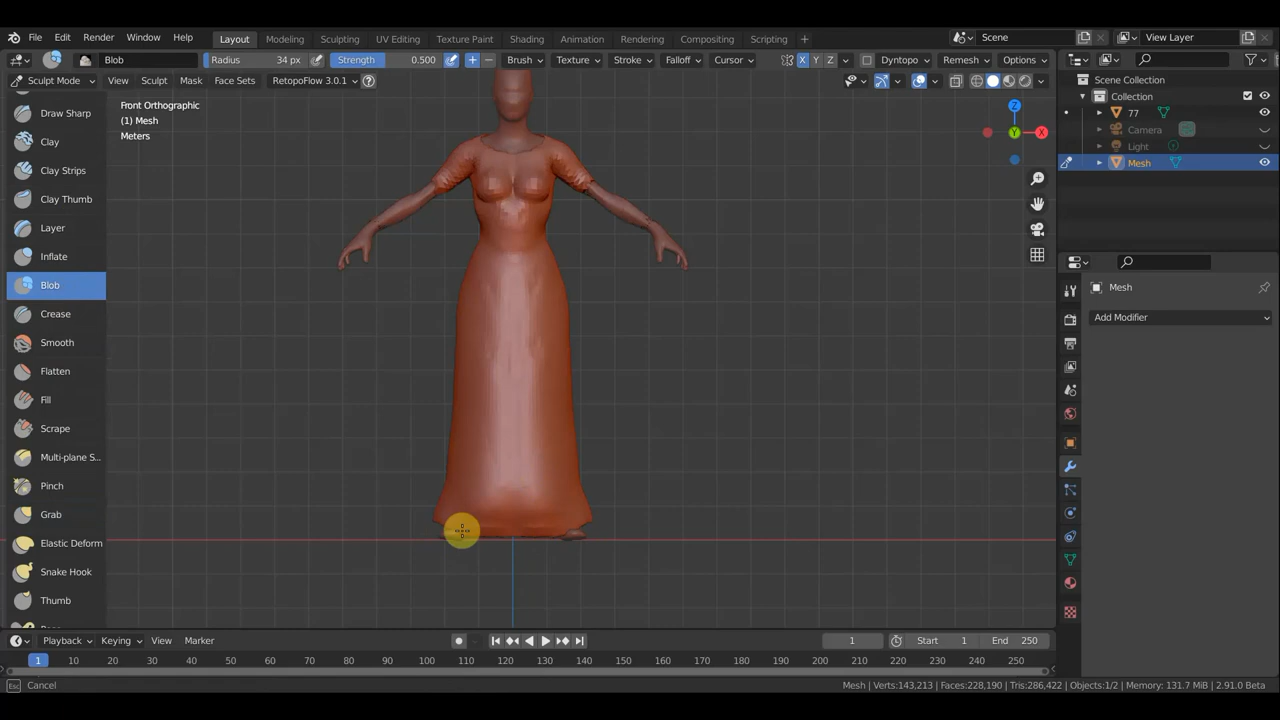 File Edit Render Window Help Layout Modeling Sculpting UV Editing Texture Paint Shading Animation Rendering Compositing Scripting + Scene View Layer
Blob Radius 34 px Strength 0.500 Brush Texture Stroke Falloff Cursor X Y Z Dyntopo Remesh Options
Sculpt Mode View Sculpt Mask Face Sets RetopoFlow 3.0.1 ?
Scene Collection
Collection
77
Camera
Light
Mesh
Front Orthographic
(1) Mesh
Meters
Z
Y
X
Draw Sharp
Clay
Clay Strips
Clay Thumb
Layer
Inflate
Blob
Crease
Smooth
Flatten
Fill
Scrape
Multi-plane S...
Pinch
Grab
Elastic Deform
Snake Hook
Thumb
Mesh
Add Modifier
Playback Keying View Marker 1 Start 1 End 250
1 10 20 30 40 50 60 70 80 90 100 110 120 130 140 150 160 170 180 190 200 210 220 230 240 250
Esc Cancel Mesh | Verts:143,213 | Faces:228,190 | Tris:286,422 | Objects:1/2 | Memory: 131.7 MiB | 2.91.0 Beta